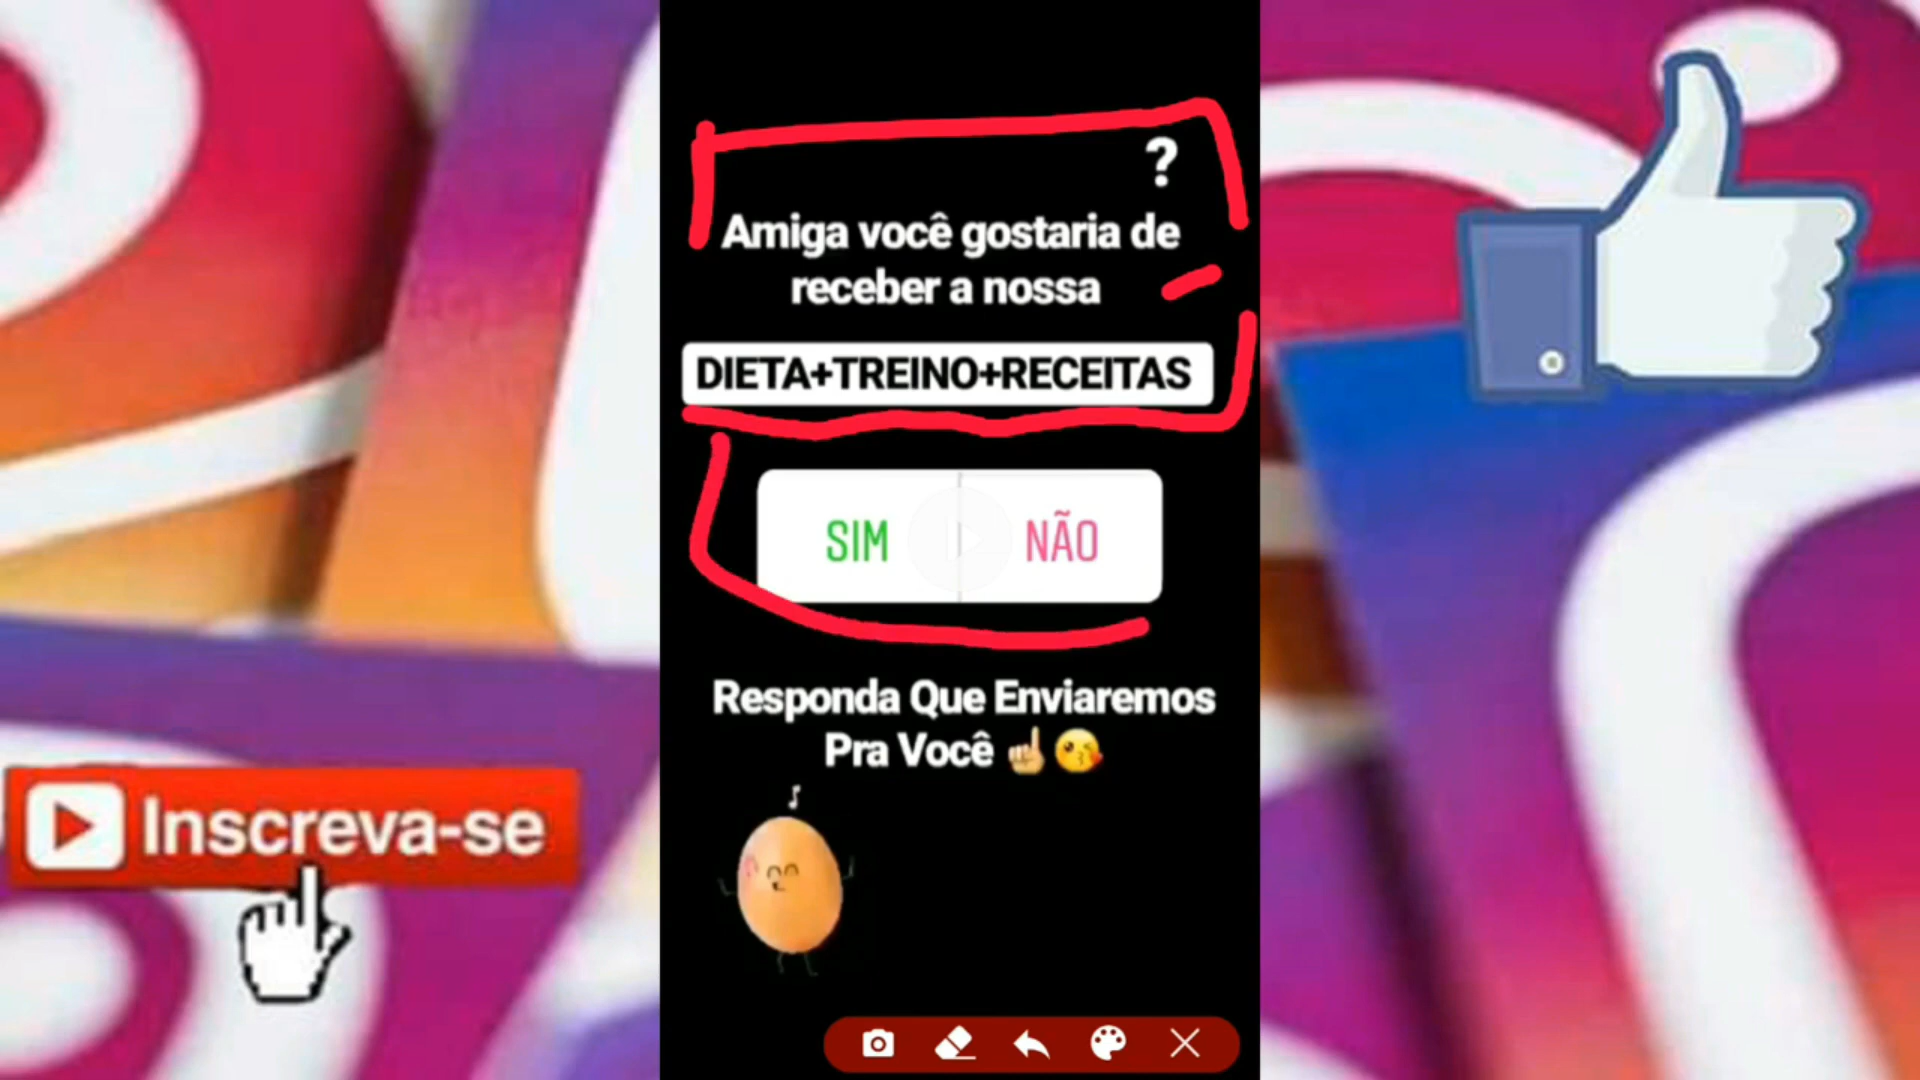 ?
Amiga você gostaria de
receber a nossa
DIETA+TREINO+RECEITAS
SIM NÃO
Responda Que Enviaremos
Pra Você ☝🏼😘
Inscreva-se